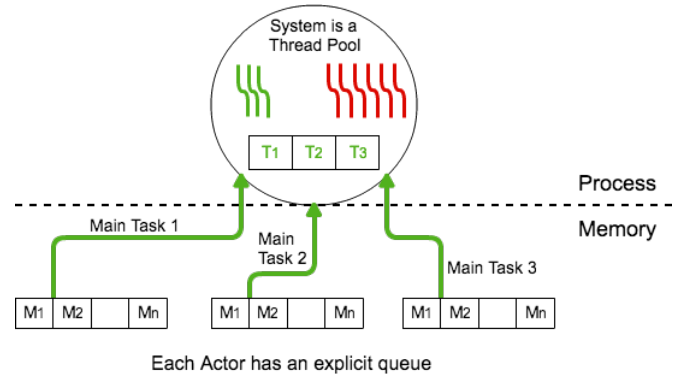 System is a
Thread Pool
T1 T2 T3
Process
Memory
Main Task 1
Main
Task 2
Main Task 3
M1 M2 Mn
M1 M2 Mn
M1 M2 Mn
Each Actor has an explicit queue